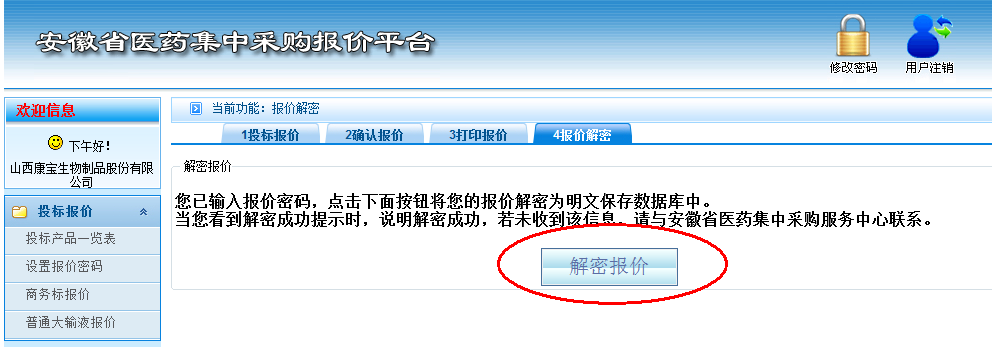 安徽省医药集中采购报价平台
修改密码
用户注销
欢迎信息
下午好！
山西康宝生物制品股份有限
公司
投标报价
投标产品一览表
设置报价密码
商务标报价
普通大输液报价
当前功能：报价解密
1投标报价
2确认报价
3打印报价
4报价解密
解密报价
您已输入报价密码，点击下面按钮将您的报价解密为明文保存数据库中。
当您看到解密成功提示时，说明解密成功，若未收到该信息，请与安徽省医药集中采购服务中心联系。
解密报价